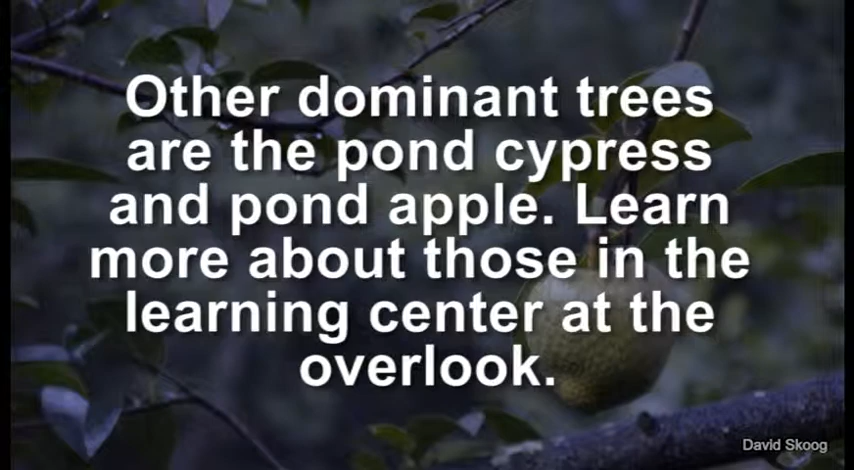 Other dominant trees
are the pond cypress
and pond apple. Learn
more about those in the
learning center at the
overlook.
David Skoog